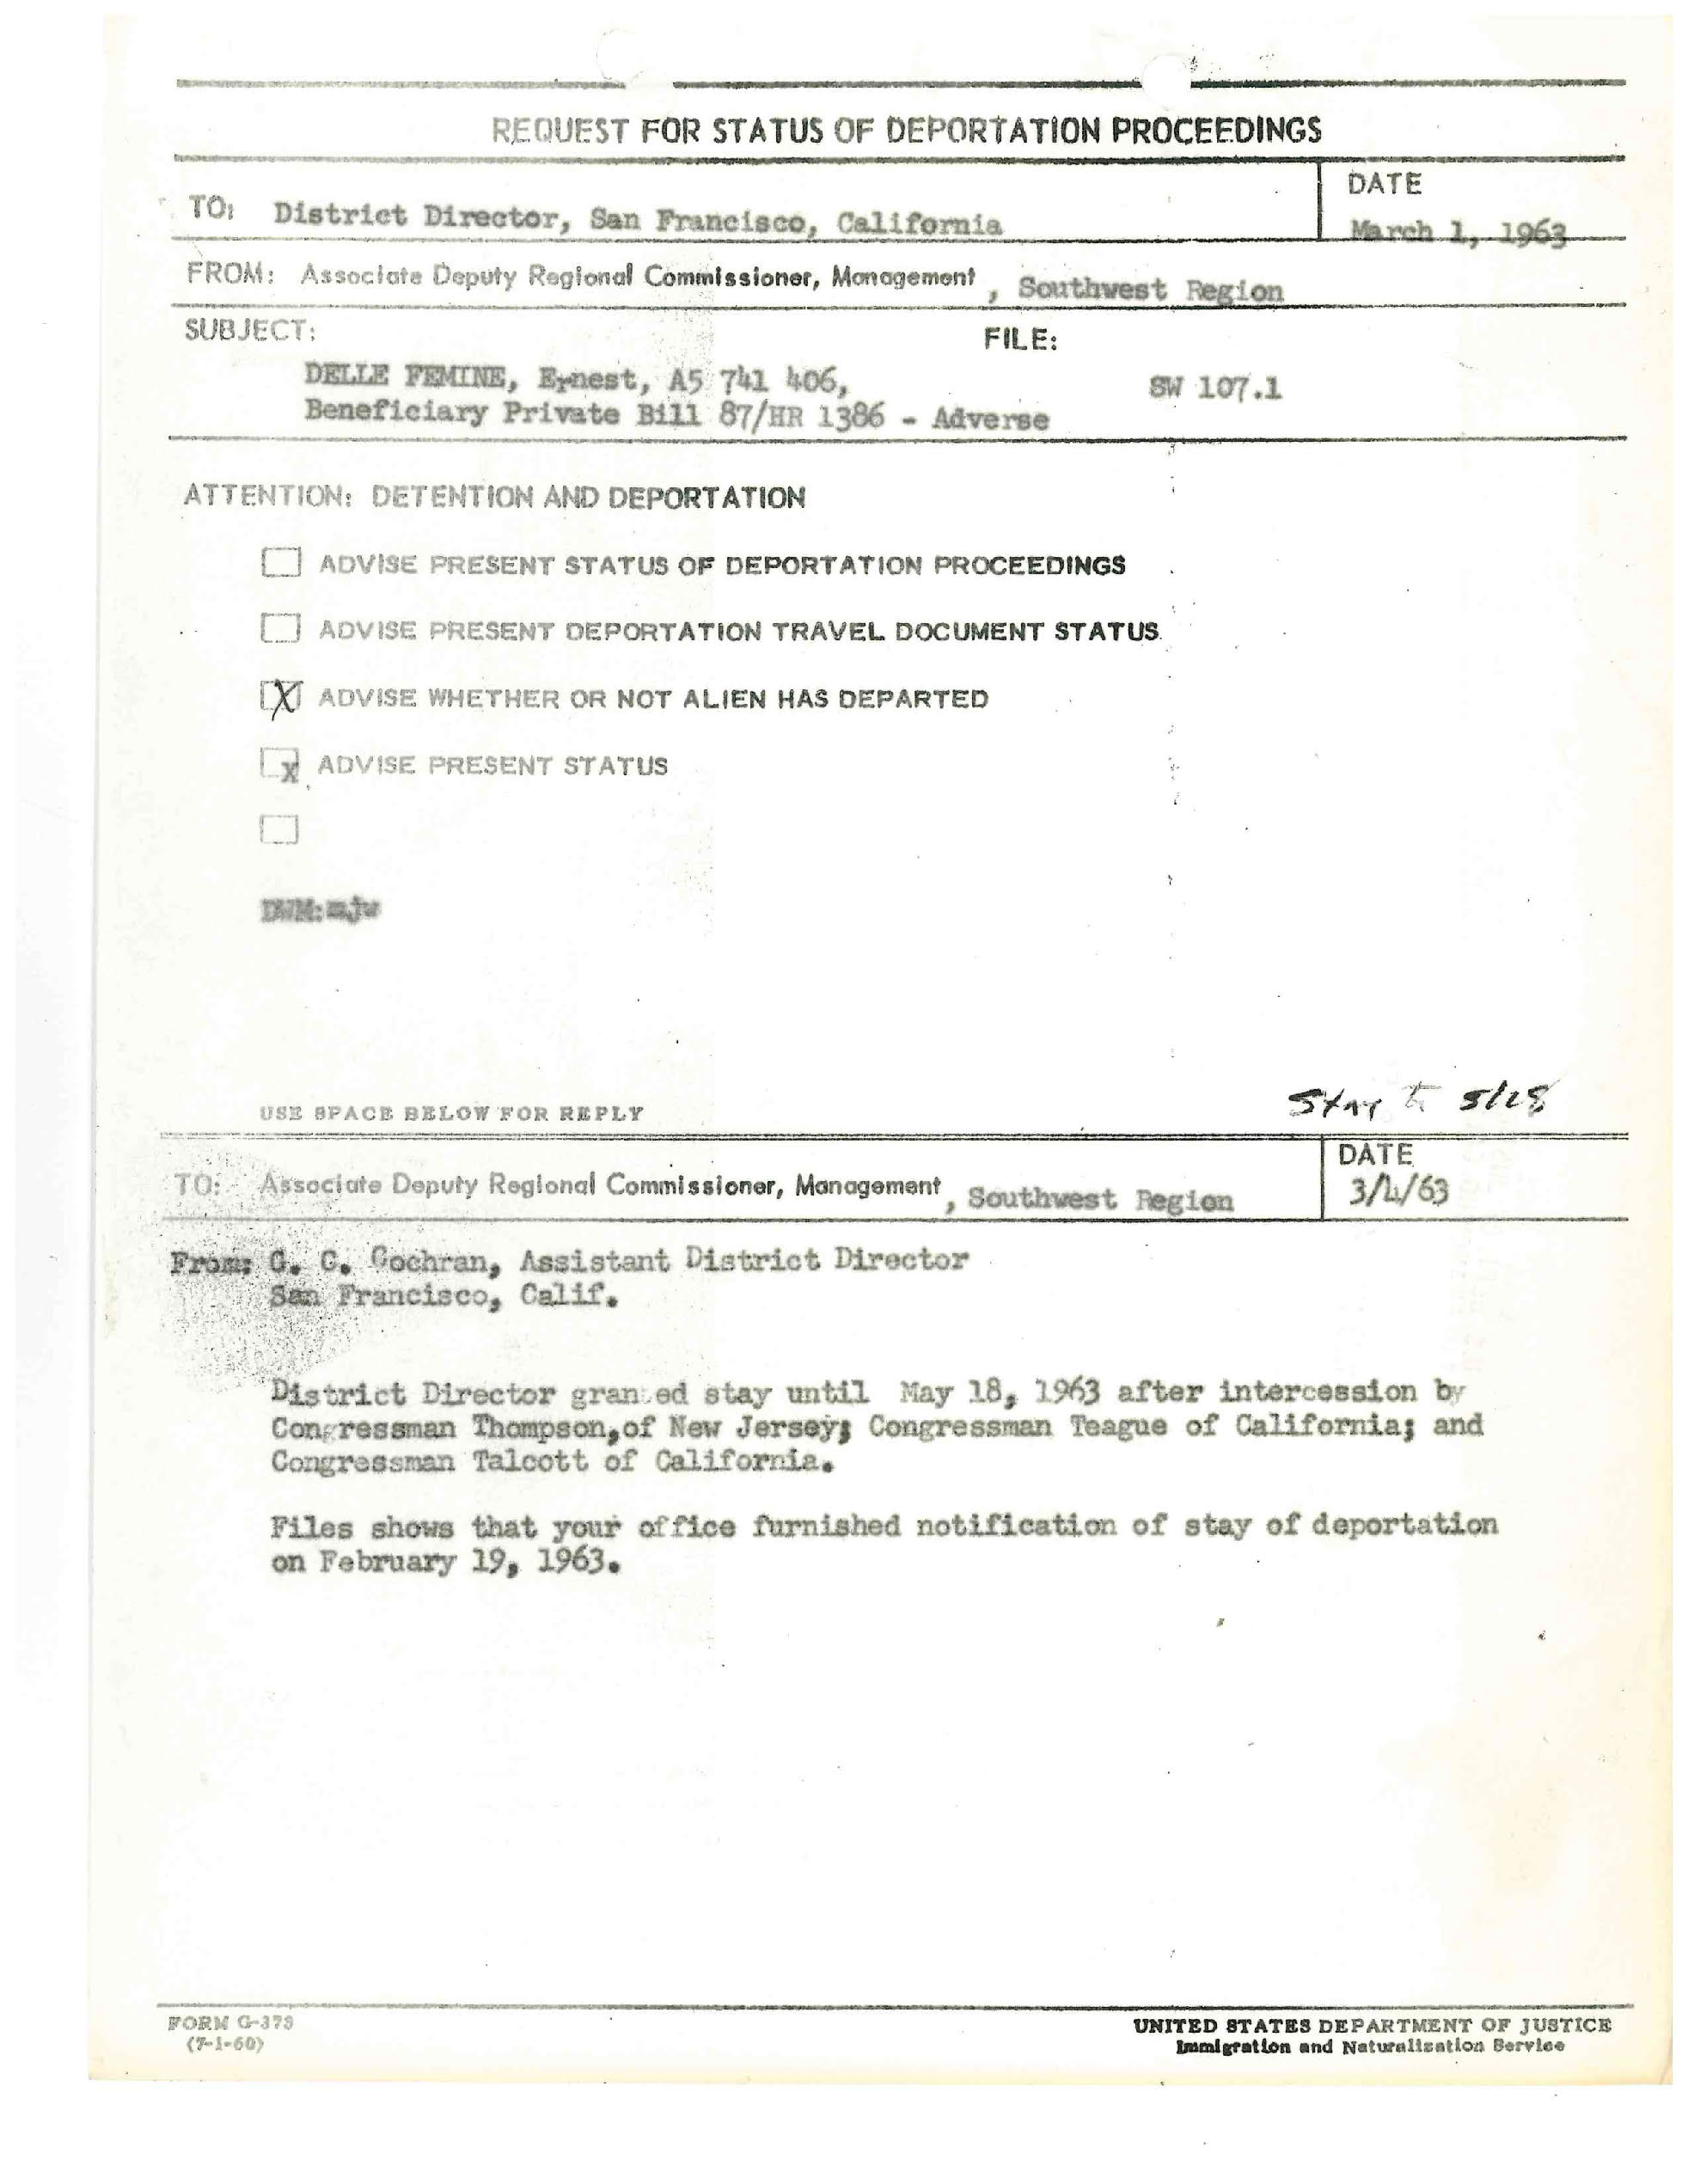 REQUEST FOR STATUS OF DEPORTATION PROCEEDINGS
TO: District Director, San Francisco, California
DATE
March 1, 1963
FROM: Associate Deputy Regional Commissioner, Management, Southwest Region
SUBJECT:
FILE:
DELLE FEMINE, Ernest, A5 741 406,
SW 107.1
Beneficiary Private Bill 87/HR 1386 - Adverse
ATTENTION: DETENTION AND DEPORTATION
ADVISE PRESENT STATUS OF DEPORTATION PROCEEDINGS
ADVISE PRESENT DEPORTATION TRAVEL DOCUMENT STATUS
X ADVISE WHETHER OR NOT ALIEN HAS DEPARTED
x ADVISE PRESENT STATUS
DWM:mjw
Stay to 5/18
USE SPACE BELOW FOR REPLY
TO: Associate Deputy Regional Commissioner, Management, Southwest Region
DATE
3/4/63
From: C. Cochran, Assistant District Director
San Francisco, Calif.
District Director granted stay until May 18, 1963 after intercession by
Congressman Thompson,of New Jersey; Congressman Teague of California; and
Congressman Talcott of California.
Files shows that your office furnished notification of stay of deportation
on February 19, 1963.
FORM G-373
(7-1-60)
UNITED STATES DEPARTMENT OF JUSTICE
Immigration and Naturalization Service